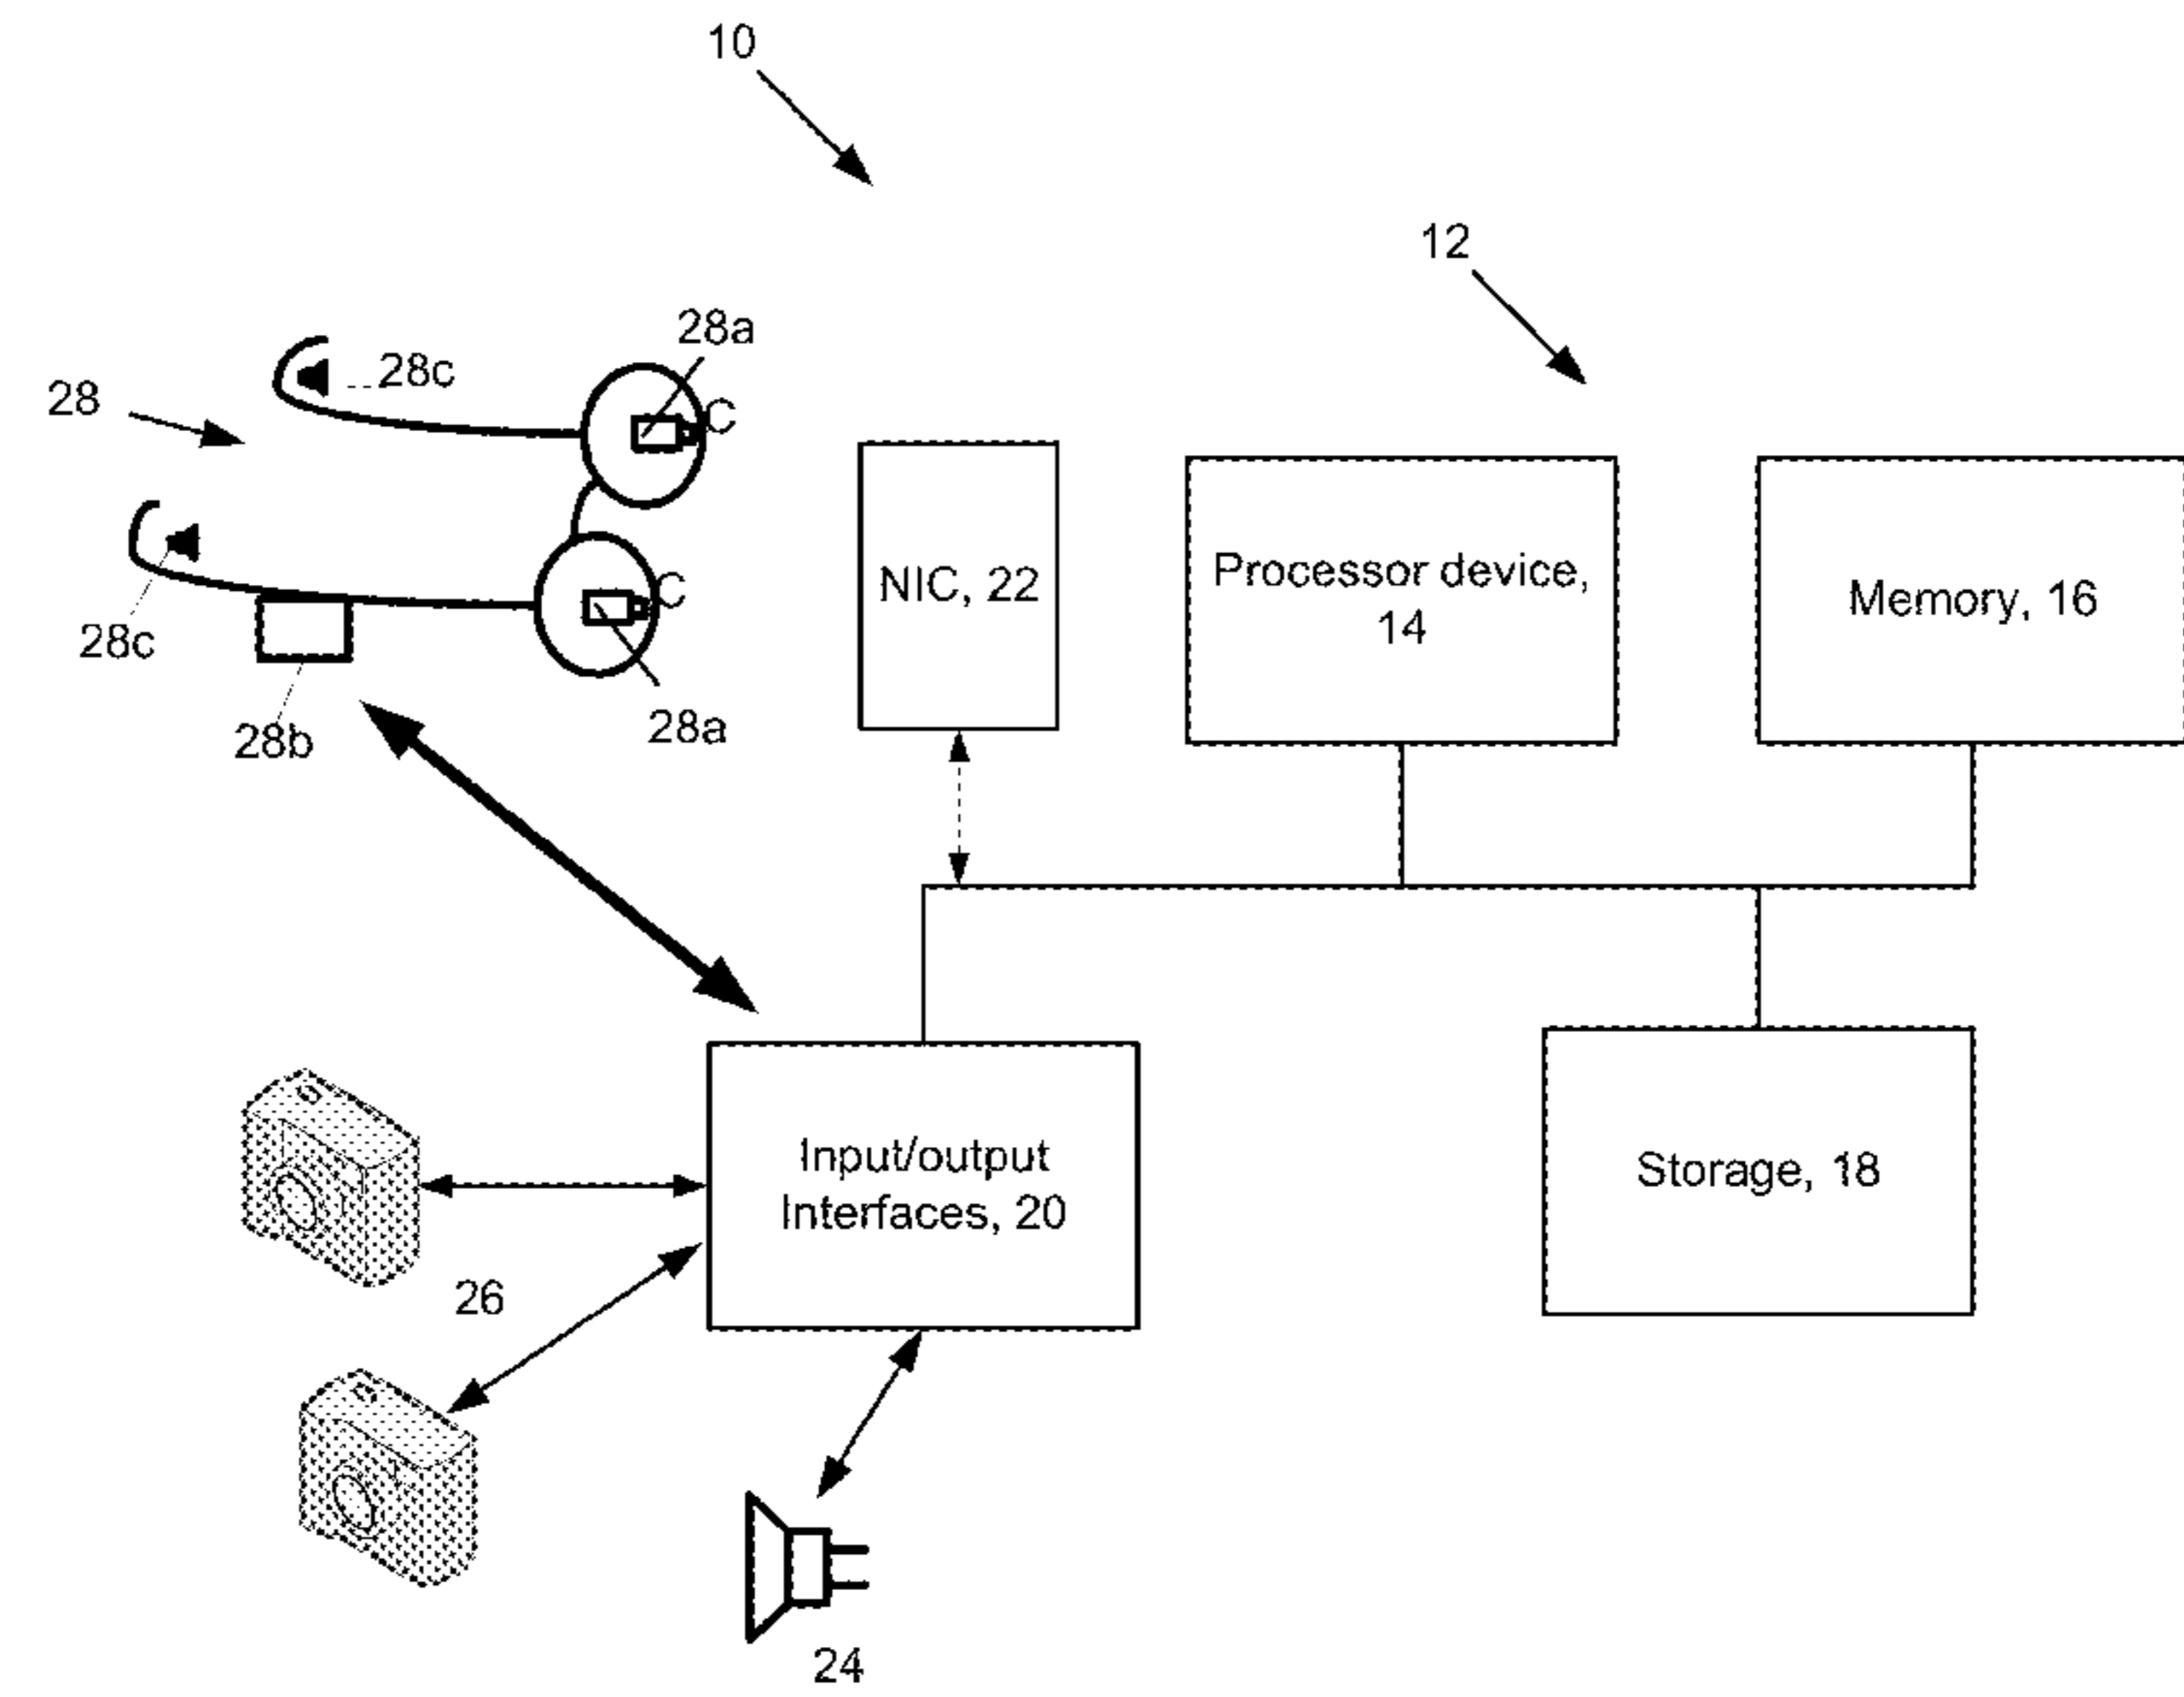 10
12
28a
28c
28
C
NIC, 22
Processor device,
14
Memory, 16
C
28c
28b
28a
Input/output
Interfaces, 20
Storage, 18
26
24